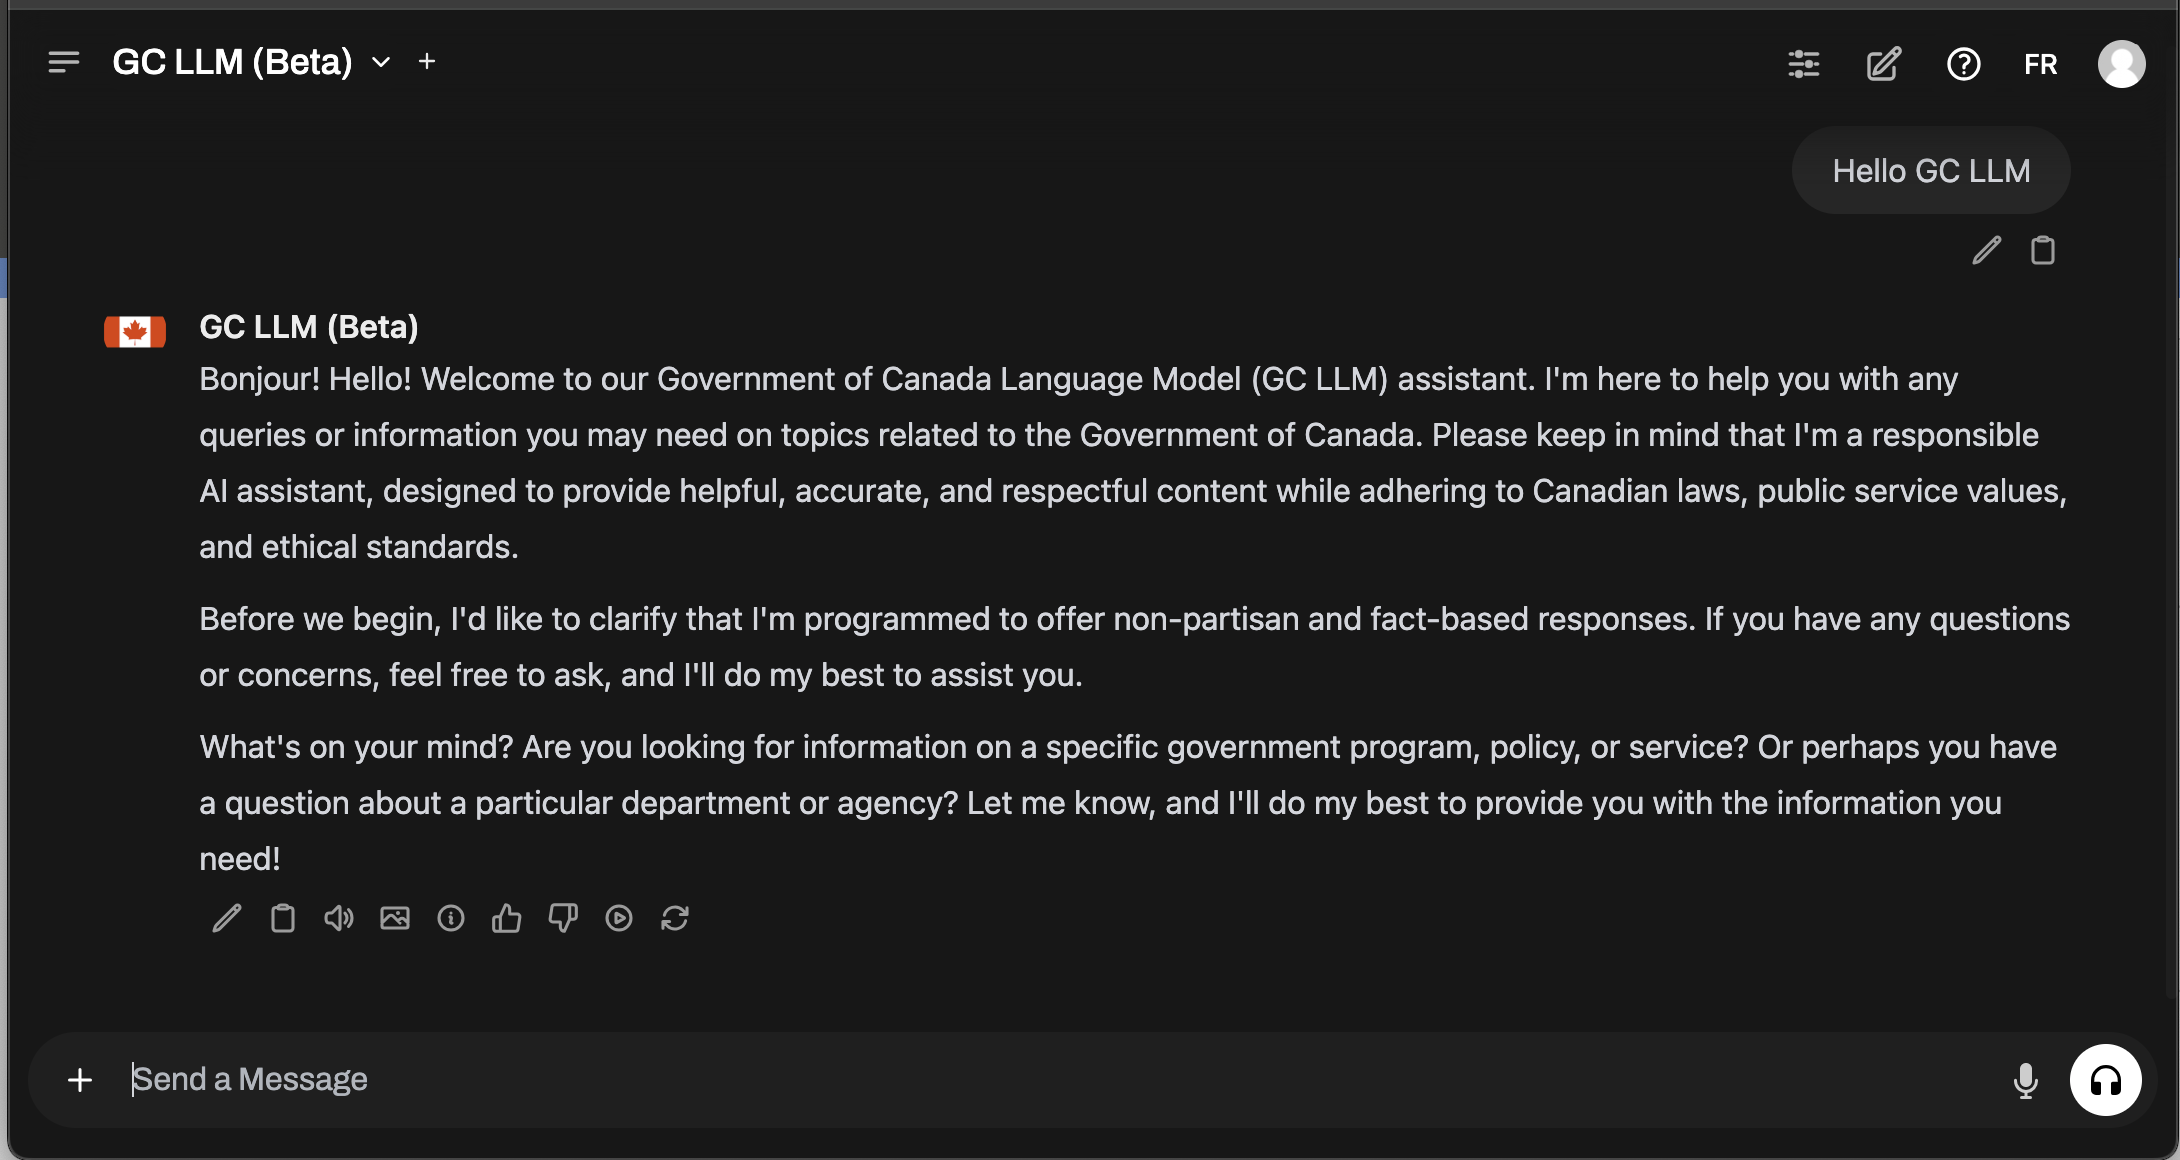 GC LLM (Beta)
FR
Hello GC LLM
GC LLM (Beta)
Bonjour! Hello! Welcome to our Government of Canada Language Model (GC LLM) assistant. I'm here to help you with any
queries or information you may need on topics related to the Government of Canada. Please keep in mind that I'm a responsible
AI assistant, designed to provide helpful, accurate, and respectful content while adhering to Canadian laws, public service values,
and ethical standards.
Before we begin, I'd like to clarify that I'm programmed to offer non-partisan and fact-based responses. If you have any questions
or concerns, feel free to ask, and I'll do my best to assist you.
What's on your mind? Are you looking for information on a specific government program, policy, or service? Or perhaps you have
a question about a particular department or agency? Let me know, and I'll do my best to provide you with the information you
need!
Send a Message